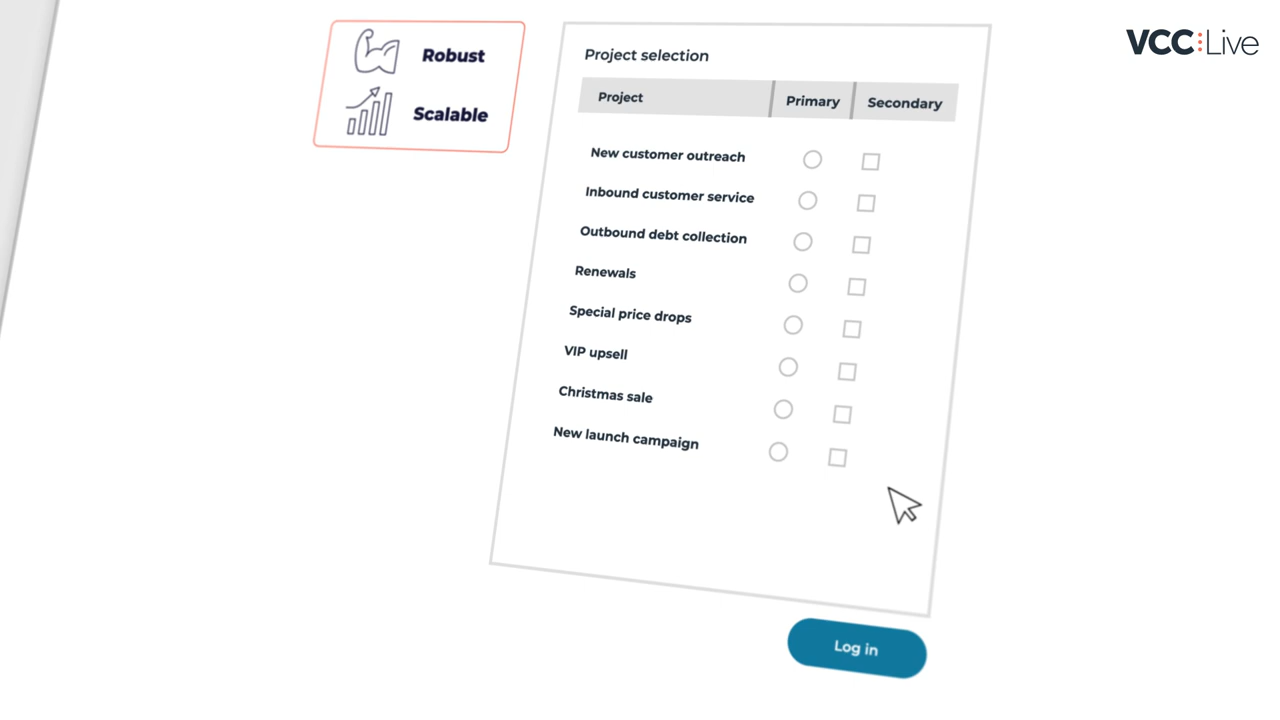 VCC:Live
Robust
Scalable
Project selection
Project Primary Secondary
New customer outreach
Inbound customer service
Outbound debt collection
Renewals
Special price drops
VIP upsell
Christmas sale
New launch campaign
Log in